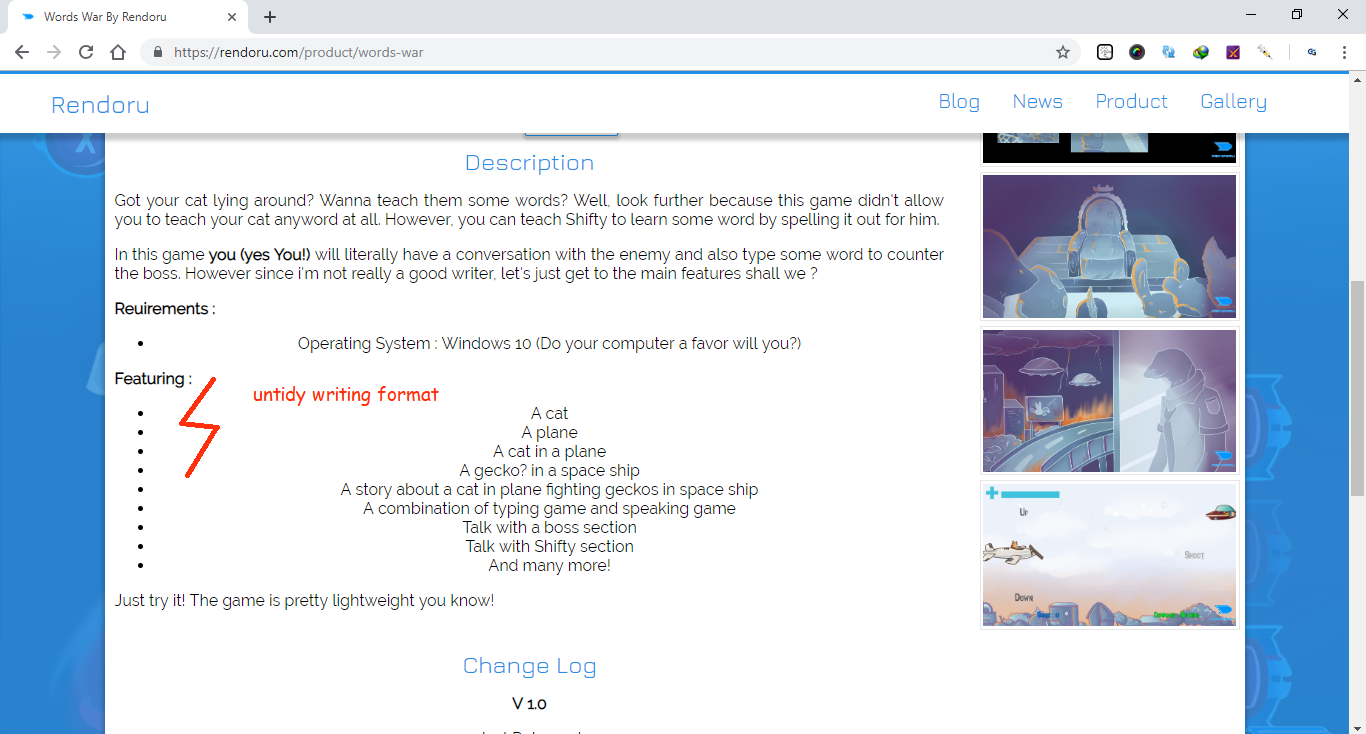 Words War By Rendoru
https://rendoru.com/product/words-war
Rendoru
Blog
News
Product
Gallery
Description
Got your cat lying around? Wanna teach them some words? Well, look further because this game didn't allow
you to teach your cat anyword at all. However, you can teach Shifty to learn some word by spelling it out for him.
In this game you (yes You!) will literally have a conversation with the enemy and also type some word to counter
the boss. However since i'm not really a good writer, let's just get to the main features shall we ?
Reuirements :
Operating System : Windows 10 (Do your computer a favor will you?)
Featuring :
untidy writing format
A cat
A plane
A cat in a plane
A gecko? in a space ship
A story about a cat in plane fighting geckos in space ship
A combination of typing game and speaking game
Talk with a boss section
Talk with Shifty section
And many more!
Just try it! The game is pretty lightweight you know!
Up
Shoot
Down
Change Log
V 1.0